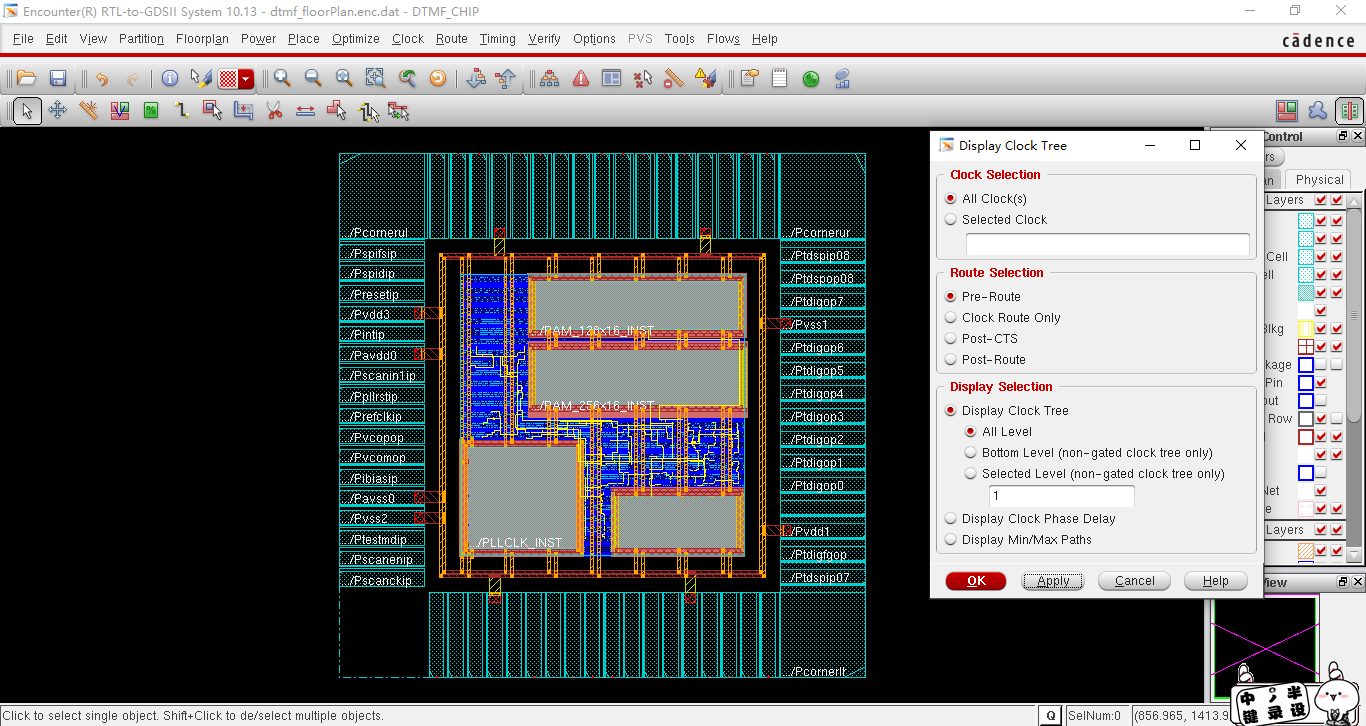 Encounter(R) RTL-to-GDSII System 10.13 - dtmf_floorPlan.enc.dat - DTMF_CHIP
File Edit View Partition Floorplan Power Place Optimize Clock Route Timing Verify Options PVS Tools Flows Help
cādence
Control
rs
an Physical
Layers
Cell
ell
Blkg
kage
Pin
out
Row
Net
e
Layers
View
../Pcornerul
../Pspifsip
../Pspidip
../Presetip
../Pvdd3
../Pintip
../Pavdd0
../Pscanin1ip
../Ppllrstip
../Prefclkip
../Pvcopop
../Pvcomop
../Pibiasip
../Pavss0
../Pvss2
../Ptestmdip
../Pscanenip
../Pscanckip
../Pcornerur
../Ptdspip08
../Ptdspop08
../Ptdigop7
../Pvss1
../Ptdigop6
../Ptdigop5
../Ptdigop4
../Ptdigop3
../Ptdigop2
../Ptdigop1
../Ptdigop0
../Pvdd1
../Ptdigfgop
../Ptdspip07
../Pcornerlr
../RAM_128x16_INST
../RAM_256x16_INST
../PLLCLK_INST
Display Clock Tree
Clock Selection
All Clock(s)
Selected Clock
Route Selection
Pre-Route
Clock Route Only
Post-CTS
Post-Route
Display Selection
Display Clock Tree
All Level
Bottom Level (non-gated clock tree only)
Selected Level (non-gated clock tree only)
1
Display Clock Phase Delay
Display Min/Max Paths
OK Apply Cancel Help
Click to select single object. Shift+Click to de/select multiple objects.
Q SelNum:0 (856.965, 1413.9
中 半
键 录 设